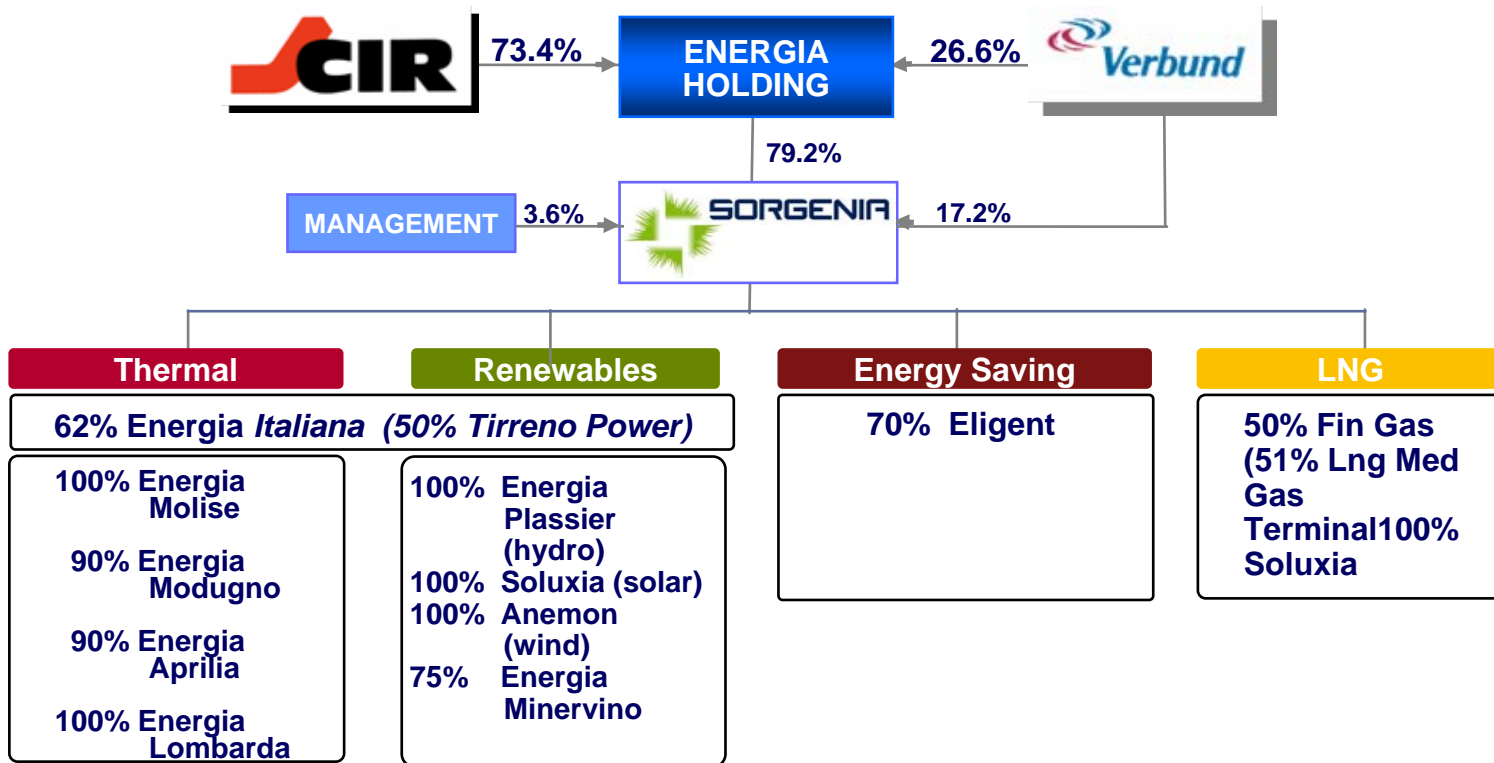 CIR
73.4%
ENERGIA
HOLDING
26.6%
Verbund
79.2%
MANAGEMENT
3.6%
SORGENIA
17.2%
Thermal
Renewables
Energy Saving
LNG
62% Energia Italiana (50% Tirreno Power)
100% Energia
Molise
90% Energia
Modugno
90% Energia
Aprilia
100% Energia
Lombarda
100% Energia
Plassier
(hydro)
100% Soluxia (solar)
100% Anemon
(wind)
75% Energia
Minervino
70% Eligent
50% Fin Gas
(51% Lng Med
Gas
Terminal100%
Soluxia